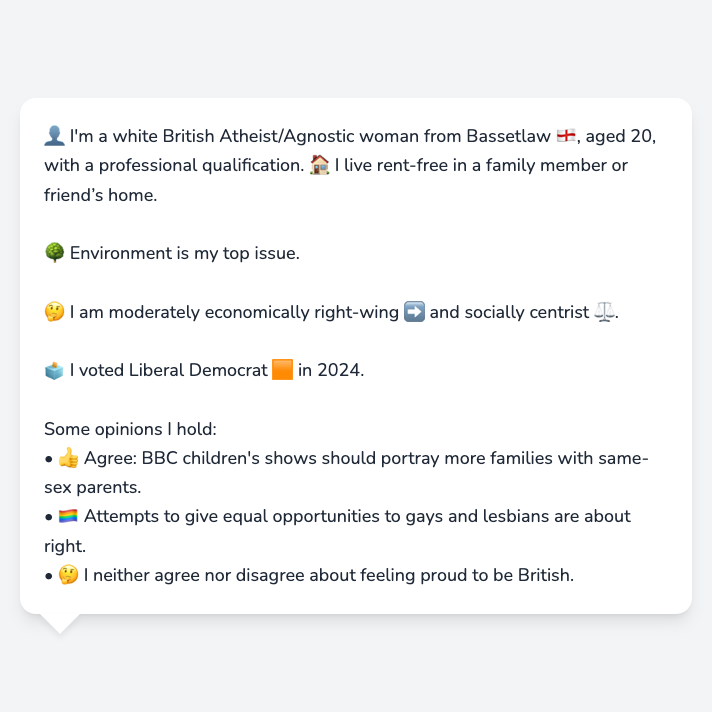 👤 I'm a white British Atheist/Agnostic woman from Bassetlaw 🏴󠁧󠁢󠁥󠁮󠁧󠁿, aged 20,
with a professional qualification. 🏠 I live rent-free in a family member or
friend’s home.
🌳 Environment is my top issue.
🤔 I am moderately economically right-wing ➡️ and socially centrist ⚖️.
🗳️ I voted Liberal Democrat 🟧 in 2024.
Some opinions I hold:
• 👍 Agree: BBC children's shows should portray more families with same-
sex parents.
• 🏳️‍🌈 Attempts to give equal opportunities to gays and lesbians are about
right.
• 🤔 I neither agree nor disagree about feeling proud to be British.